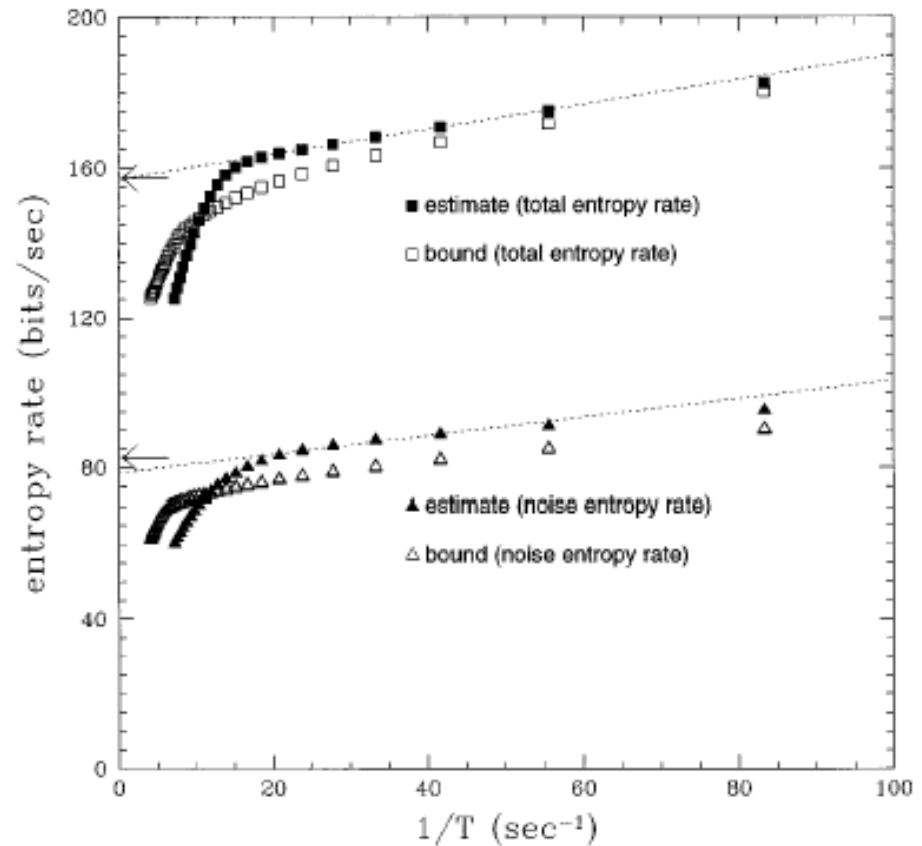 200
160
120
80
40
0
entropy rate (bits/sec)
■ estimate (total entropy rate)
□ bound (total entropy rate)
▲ estimate (noise entropy rate)
△ bound (noise entropy rate)
0 20 40 60 80 100
1/T (sec⁻¹)